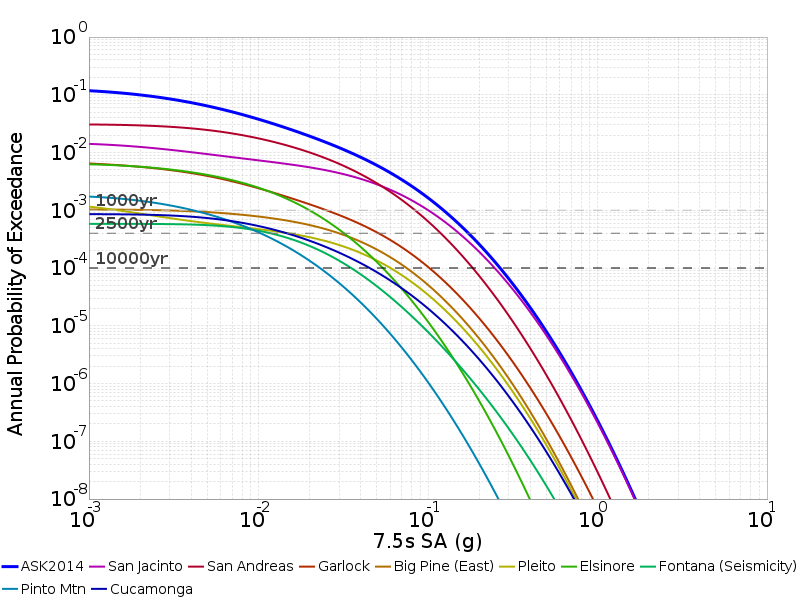 10^0
10^-1
10^-2
10^-3
10^-4
10^-5
10^-6
10^-7
10^-8
Annual Probability of Exceedance
1000yr
2500yr
10000yr
10^-3 10^-2 10^-1 10^0 10^1
7.5s SA (g)
ASK2014 San Jacinto San Andreas Garlock Big Pine (East) Pleito Elsinore Fontana (Seismicity)
Pinto Mtn Cucamonga